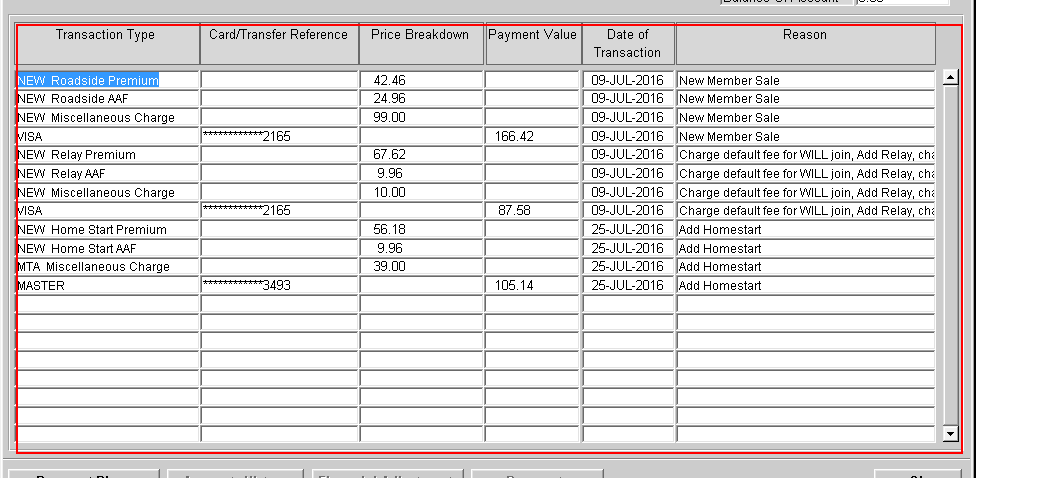 Transaction Type Card/Transfer Reference Price Breakdown Payment Value Date of Transaction Reason
NEW Roadside Premium 42.46 09-JUL-2016 New Member Sale
NEW Roadside AAF 24.96 09-JUL-2016 New Member Sale
NEW Miscellaneous Charge 99.00 09-JUL-2016 New Member Sale
VISA ************2165 166.42 09-JUL-2016 New Member Sale
NEW Relay Premium 67.62 09-JUL-2016 Charge default fee for WILL join, Add Relay, cha
NEW Relay AAF 9.96 09-JUL-2016 Charge default fee for WILL join, Add Relay, cha
NEW Miscellaneous Charge 10.00 09-JUL-2016 Charge default fee for WILL join, Add Relay, cha
VISA ************2165 87.58 09-JUL-2016 Charge default fee for WILL join, Add Relay, cha
NEW Home Start Premium 56.18 25-JUL-2016 Add Homestart
NEW Home Start AAF 9.96 25-JUL-2016 Add Homestart
MTA Miscellaneous Charge 39.00 25-JUL-2016 Add Homestart
MASTER ************3493 105.14 25-JUL-2016 Add Homestart